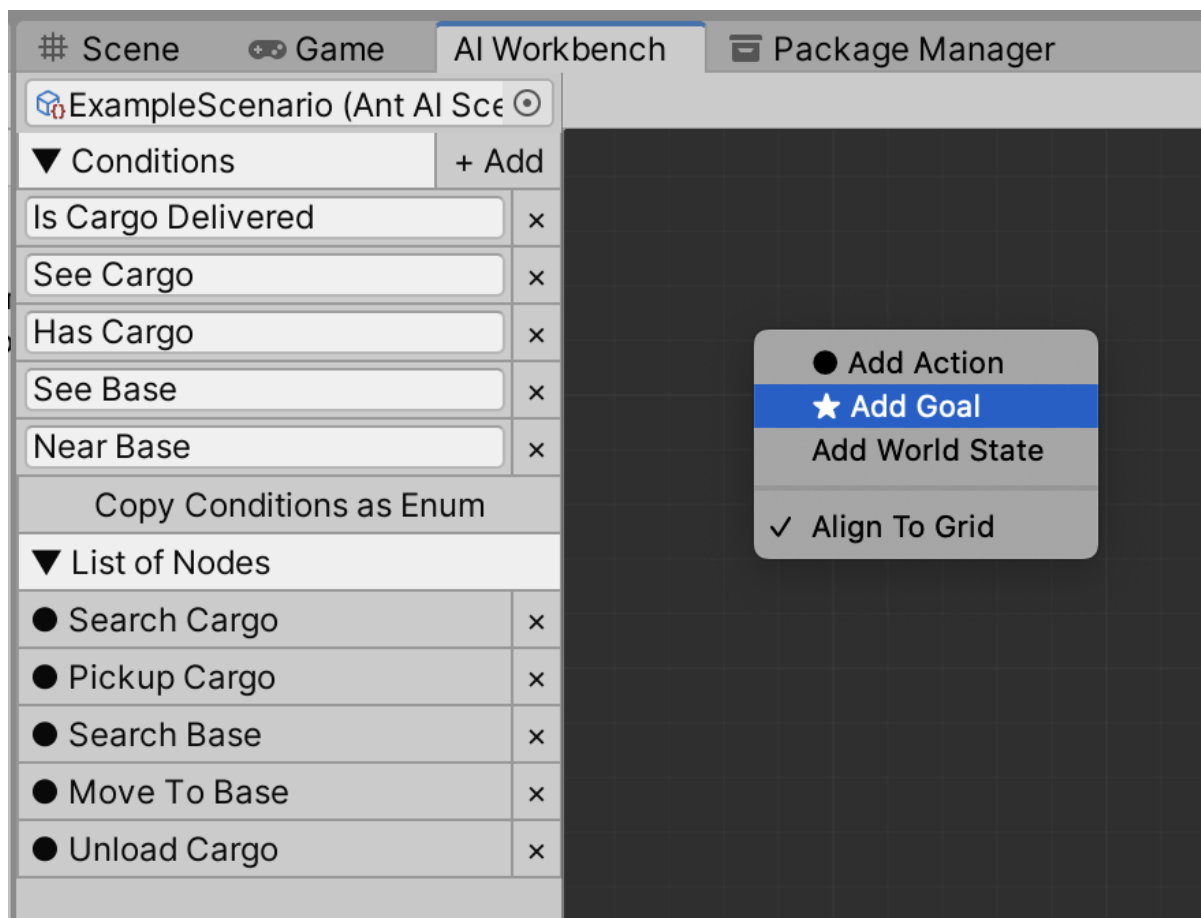 Scene Game AI Workbench Package Manager
ExampleScenario (Ant AI Sce
▼ Conditions + Add
Is Cargo Delivered ×
See Cargo ×
Has Cargo ×
See Base ×
Near Base ×
Copy Conditions as Enum
▼ List of Nodes
● Search Cargo ×
● Pickup Cargo ×
● Search Base ×
● Move To Base ×
● Unload Cargo ×
● Add Action
★ Add Goal
Add World State
✓ Align To Grid